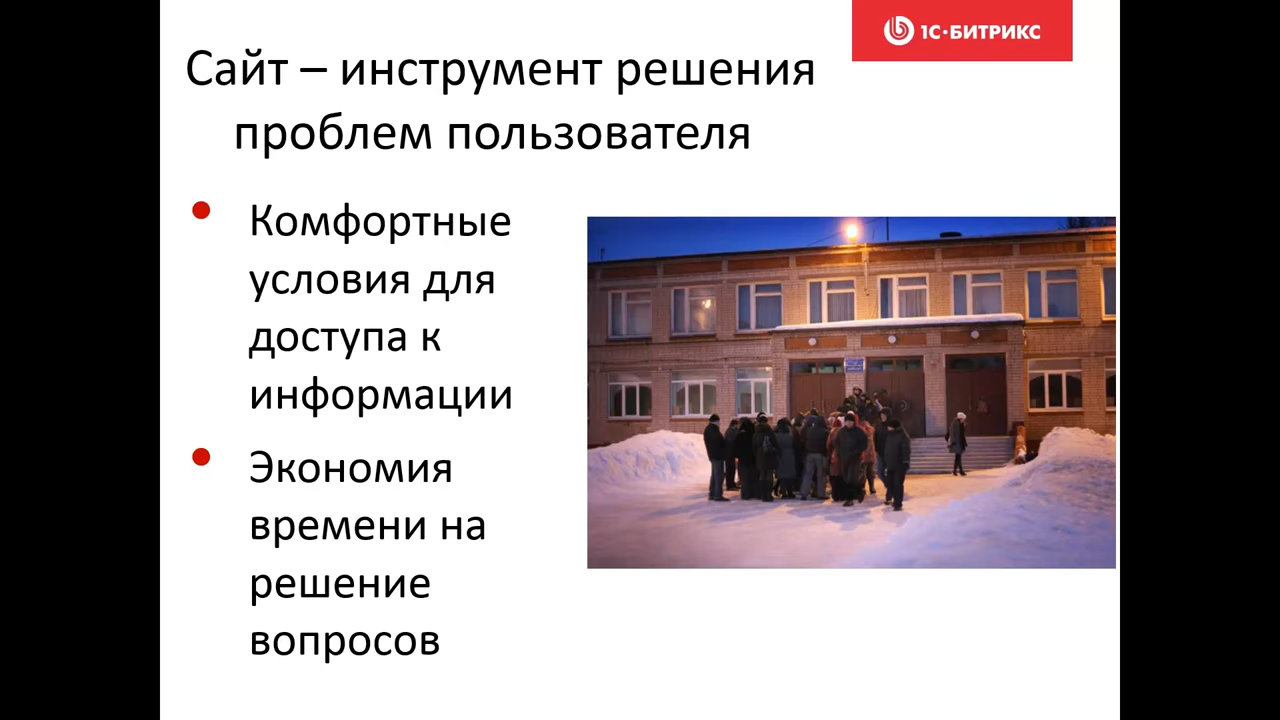 1С·БИТРИКС
Сайт – инструмент решения
проблем пользователя
Комфортные
условия для
доступа к
информации
Экономия
времени на
решение
вопросов